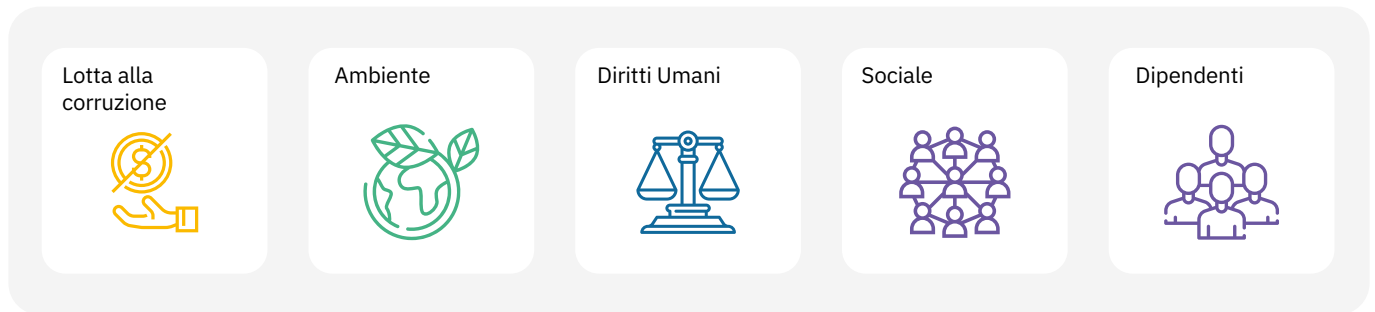 Lotta alla
corruzione
Ambiente
Diritti Umani
Sociale
Dipendenti
$